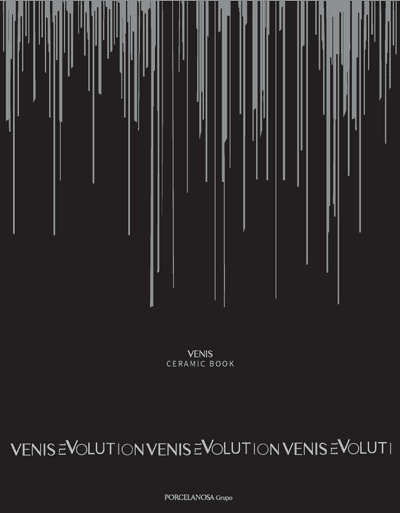 VENIS
CERAMIC BOOK
VENIS EVOLUTION VENIS EVOLUTION VENIS EVOLUTI
PORCELANOSA Grupo